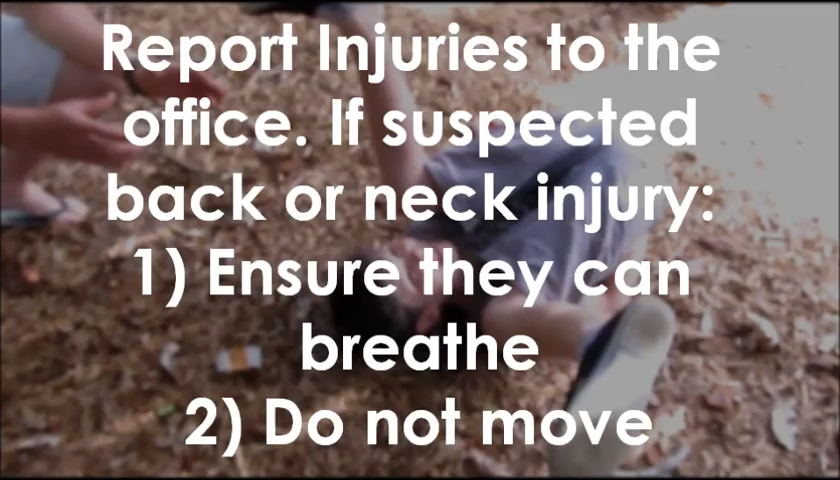 Report Injuries to the
office. If suspected
back or neck injury:
1) Ensure they can
breathe
2) Do not move